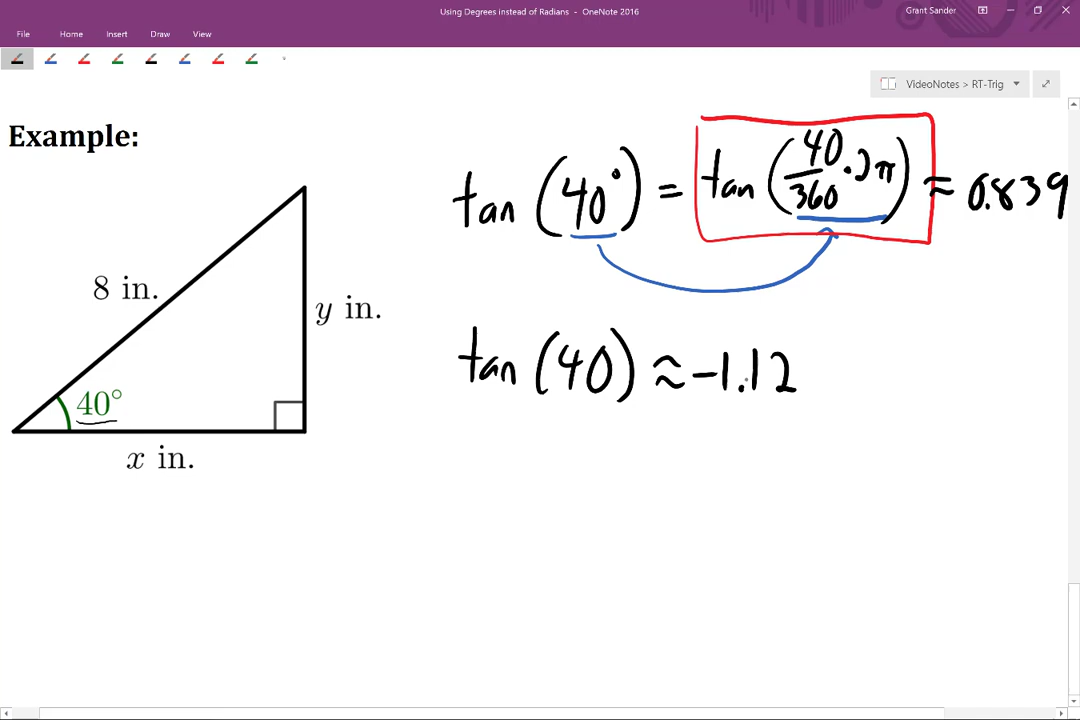 Using Degrees instead of Radians - OneNote 2016
Grant Sander
File Home Insert Draw View
VideoNotes > RT-Trig
Example:
tan (40°) = tan (40/360 · 2π) ≈ 0.839
8 in.
y in.
tan (40) ≈ -1.12
40°
x in.